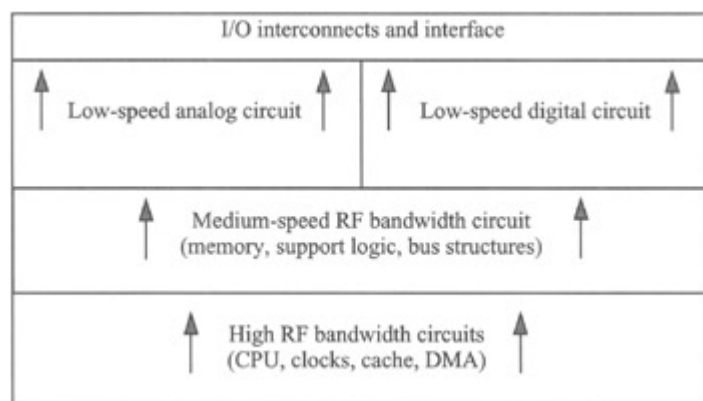 I/O interconnects and interface
Low-speed analog circuit
Low-speed digital circuit
Medium-speed RF bandwidth circuit
(memory, support logic, bus structures)
High RF bandwidth circuits
(CPU, clocks, cache, DMA)